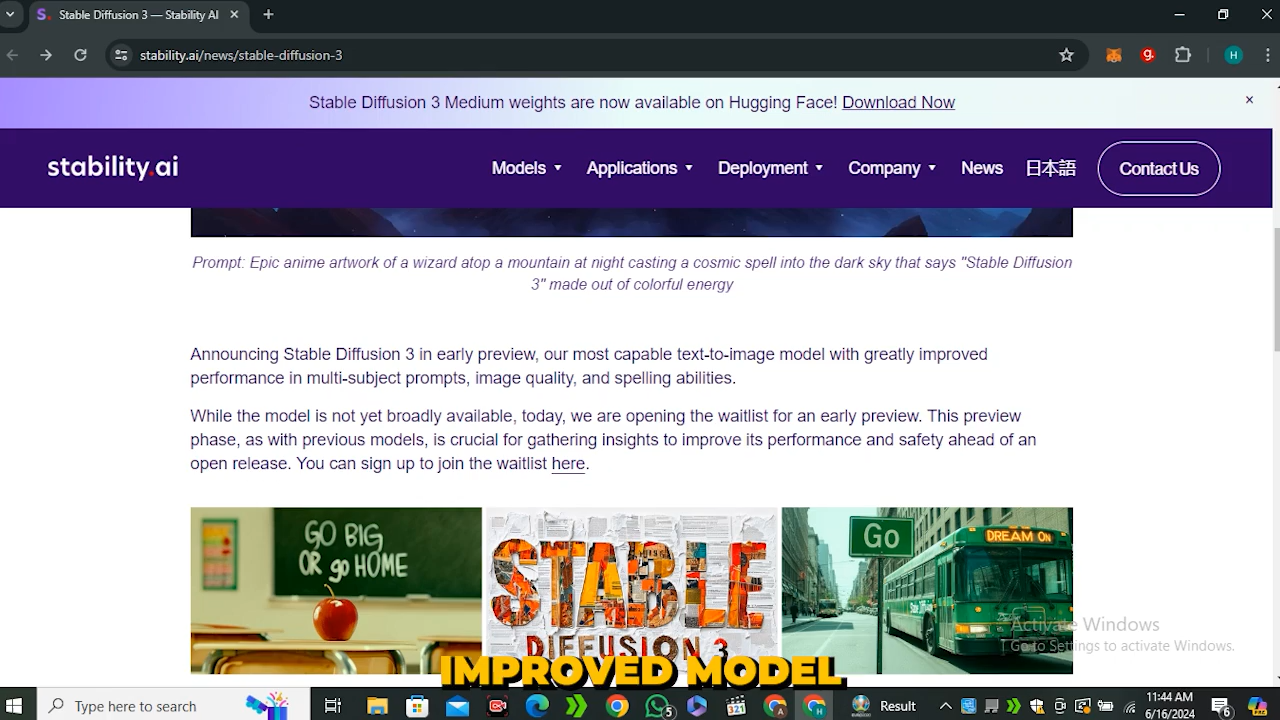 Stable Diffusion 3 — Stability AI
stability.ai/news/stable-diffusion-3
g.
H
Stable Diffusion 3 Medium weights are now available on Hugging Face! Download Now
stability.ai
Models
Applications
Deployment
Company
News
日本語
Contact Us
Prompt: Epic anime artwork of a wizard atop a mountain at night casting a cosmic spell into the dark sky that says "Stable Diffusion
3" made out of colorful energy
Announcing Stable Diffusion 3 in early preview, our most capable text-to-image model with greatly improved
performance in multi-subject prompts, image quality, and spelling abilities.
While the model is not yet broadly available, today, we are opening the waitlist for an early preview. This preview
phase, as with previous models, is crucial for gathering insights to improve its performance and safety ahead of an
open release. You can sign up to join the waitlist here.
GO BIG
OR go HOME
STABLE
DIFFUSION 3
Go
DREAM ON
Activate Windows
Go to Settings to activate Windows.
IMPROVED MODEL
Type here to search
5
Result
11:44 AM
6/16/2024
6